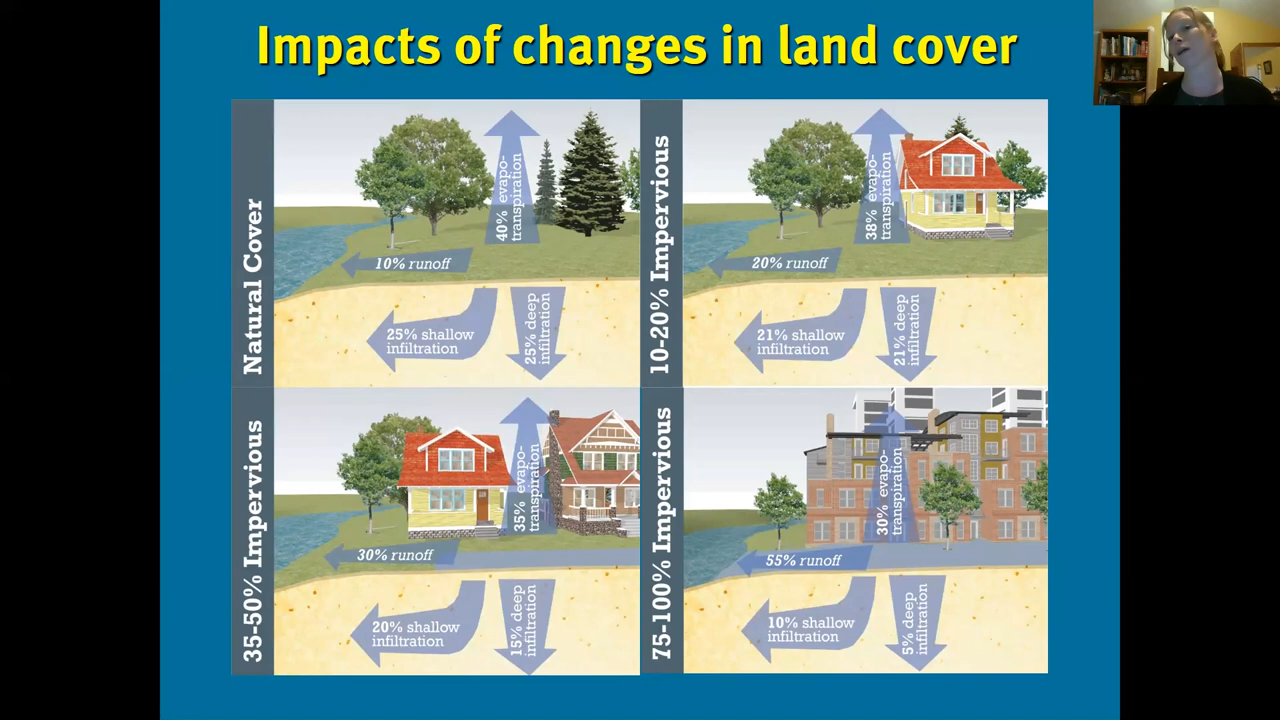 Impacts of changes in land cover
Natural Cover
40% evapo-
transpiration
10% runoff
25% shallow
infiltration
25% deep
infiltration
10-20% Impervious
38% evapo-
transpiration
20% runoff
21% shallow
infiltration
21% deep
infiltration
35-50% Impervious
35% evapo-
transpiration
30% runoff
20% shallow
infiltration
15% deep
infiltration
75-100% Impervious
30% evapo-
transpiration
55% runoff
10% shallow
infiltration
5% deep
infiltration